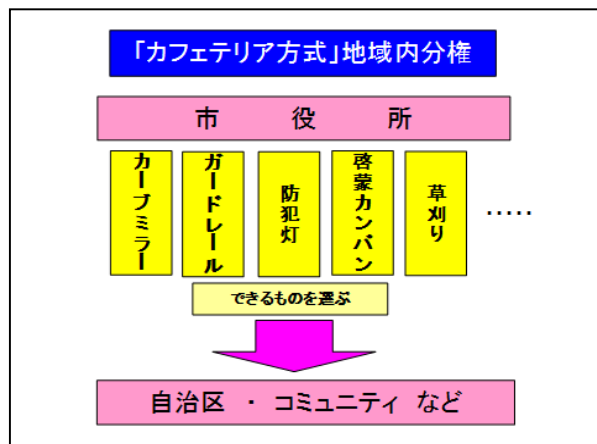 「カフェテリア方式」地域内分権
市 役 所
カーブミラー
ガードレール
防犯灯
啓蒙カンバン
草刈り
・・・・・
できるものを選ぶ
自治区 ・ コミュニティ など